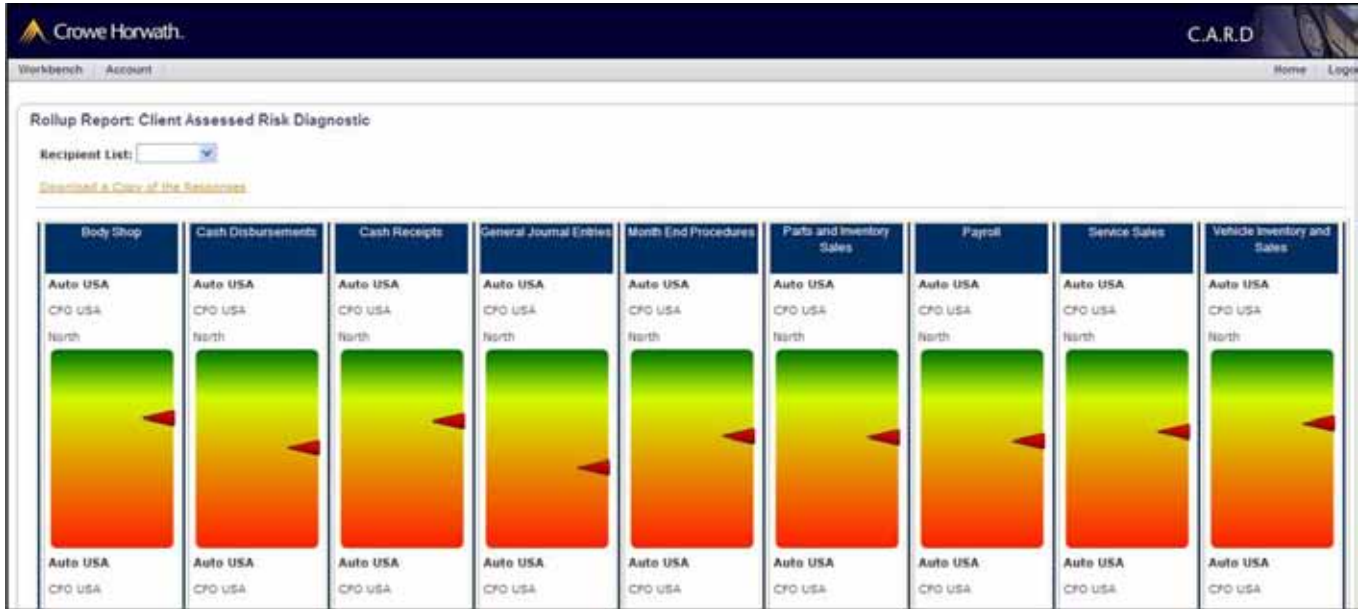 Crowe Horwath.
C.A.R.D
Workbench Account
Home Logo
Rollup Report: Client Assessed Risk Diagnostic
Recipient List:
Download a Copy of the Responses
Body Shop Cash Disbursements Cash Receipts General Journal Entries Month End Procedures Parts and Inventory Sales Payroll Service Sales Vehicle Inventory and Sales
Auto USA Auto USA Auto USA Auto USA Auto USA Auto USA Auto USA Auto USA Auto USA
CFO USA CFO USA CFO USA CFO USA CFO USA CFO USA CFO USA CFO USA CFO USA
North North North North North North North North North
Auto USA Auto USA Auto USA Auto USA Auto USA Auto USA Auto USA Auto USA Auto USA
CFO USA CFO USA CFO USA CFO USA CFO USA CFO USA CFO USA CFO USA CFO USA